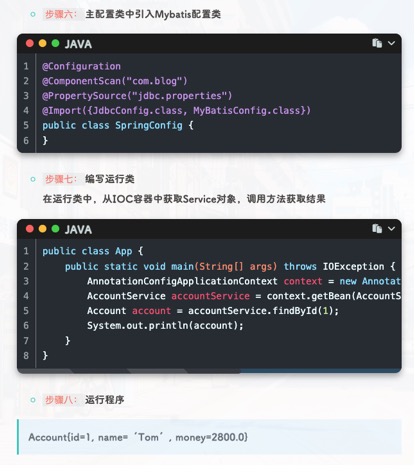 步骤六： 主配置类中引入Mybatis配置类
JAVA
1 @Configuration
2 @ComponentScan("com.blog")
3 @PropertySource("jdbc.properties")
4 @Import({JdbcConfig.class, MyBatisConfig.class})
5 public class SpringConfig {
6 }
步骤七： 编写运行类
在运行类中，从IOC容器中获取Service对象，调用方法获取结果
JAVA
1 public class App {
2 public static void main(String[] args) throws IOException {
3 AnnotationConfigApplicationContext context = new Annotat
4 AccountService accountService = context.getBean(AccountS
5 Account account = accountService.findById(1);
6 System.out.println(account);
7 }
8 }
步骤八： 运行程序
Account{id=1, name= ´Tom´ , money=2800.0}